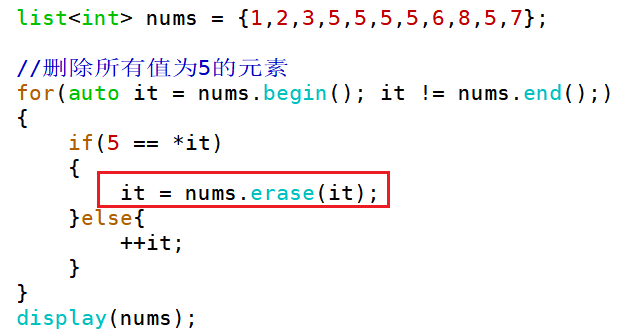 list<int> nums = {1,2,3,5,5,5,5,6,8,5,7};
//删除所有值为5的元素
for(auto it = nums.begin(); it != nums.end();)
{
    if(5 == *it)
    {
        it = nums.erase(it);
    }else{
        ++it;
    }
}
display(nums);